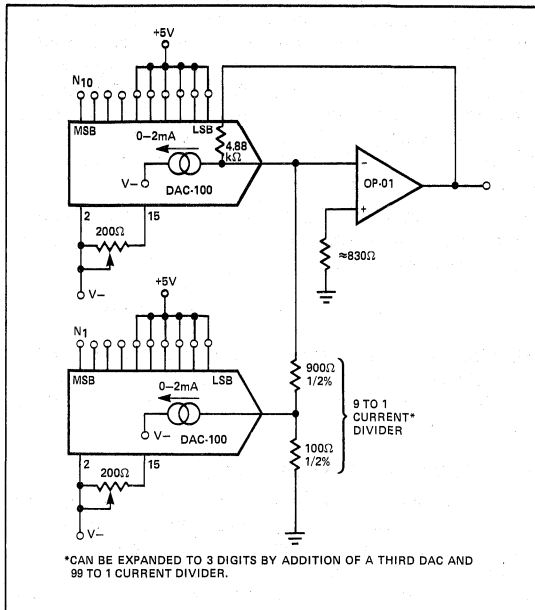 +5V
N10
MSB
LSB
0–2mA
4.88
kΩ
V–
DAC-100
2
15
200Ω
V–
–
OP-01
+
≈830Ω
+5V
N1
MSB
LSB
0–2mA
V–
DAC-100
2
15
200Ω
V–
900Ω
1/2%
100Ω
1/2%
9 TO 1
CURRENT*
DIVIDER
*CAN BE EXPANDED TO 3 DIGITS BY ADDITION OF A THIRD DAC AND
99 TO 1 CURRENT DIVIDER.